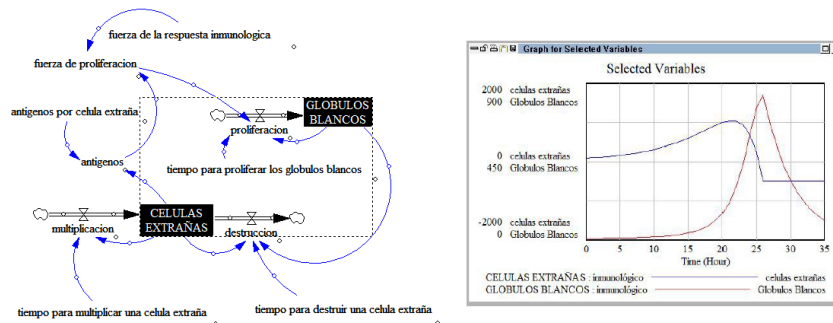 fuerza de la respuesta inmunologica
fuerza de proliferacion
antigenos por celula extraña
antigenos
GLOBULOS
BLANCOS
proliferacion
tiempo para proliferar los globulos blancos
CELULAS
EXTRAÑAS
multiplicacion
destruccion
tiempo para multiplicar una celula extraña
tiempo para destruir una celula extraña
Graph for Selected Variables
Selected Variables
2000 celulas extrañas
900 Globulos Blancos
0 celulas extrañas
450 Globulos Blancos
-2000 celulas extrañas
0 Globulos Blancos
0 5 10 15 20 25 30 35
Time (Hour)
CELULAS EXTRAÑAS : inmunológico celulas extrañas
GLOBULOS BLANCOS : inmunológico Globulos Blancos